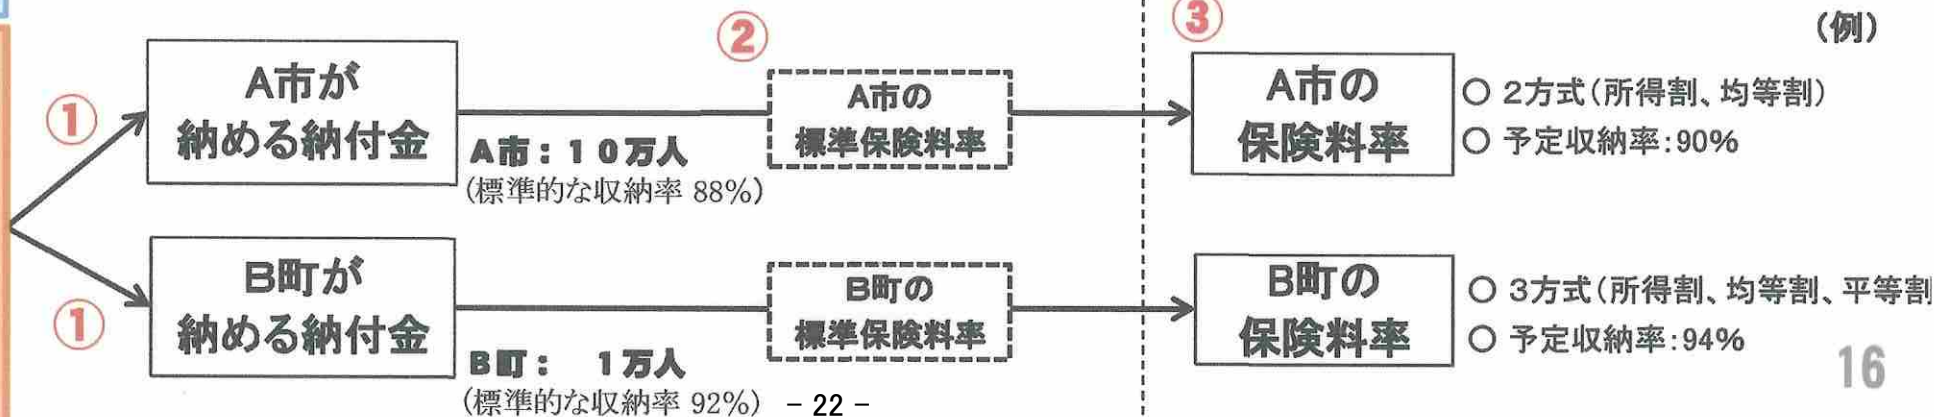 (例)
①
A市が
納める納付金
A市：10万人
(標準的な収納率 88%)
②
A市の
標準保険料率
③
A市の
保険料率
○ 2方式(所得割、均等割)
○ 予定収納率:90%
①
B町が
納める納付金
B町：　1万人
(標準的な収納率 92%)
B町の
標準保険料率
B町の
保険料率
○ 3方式(所得割、均等割、平等割
○ 予定収納率:94%
16
- 22 -